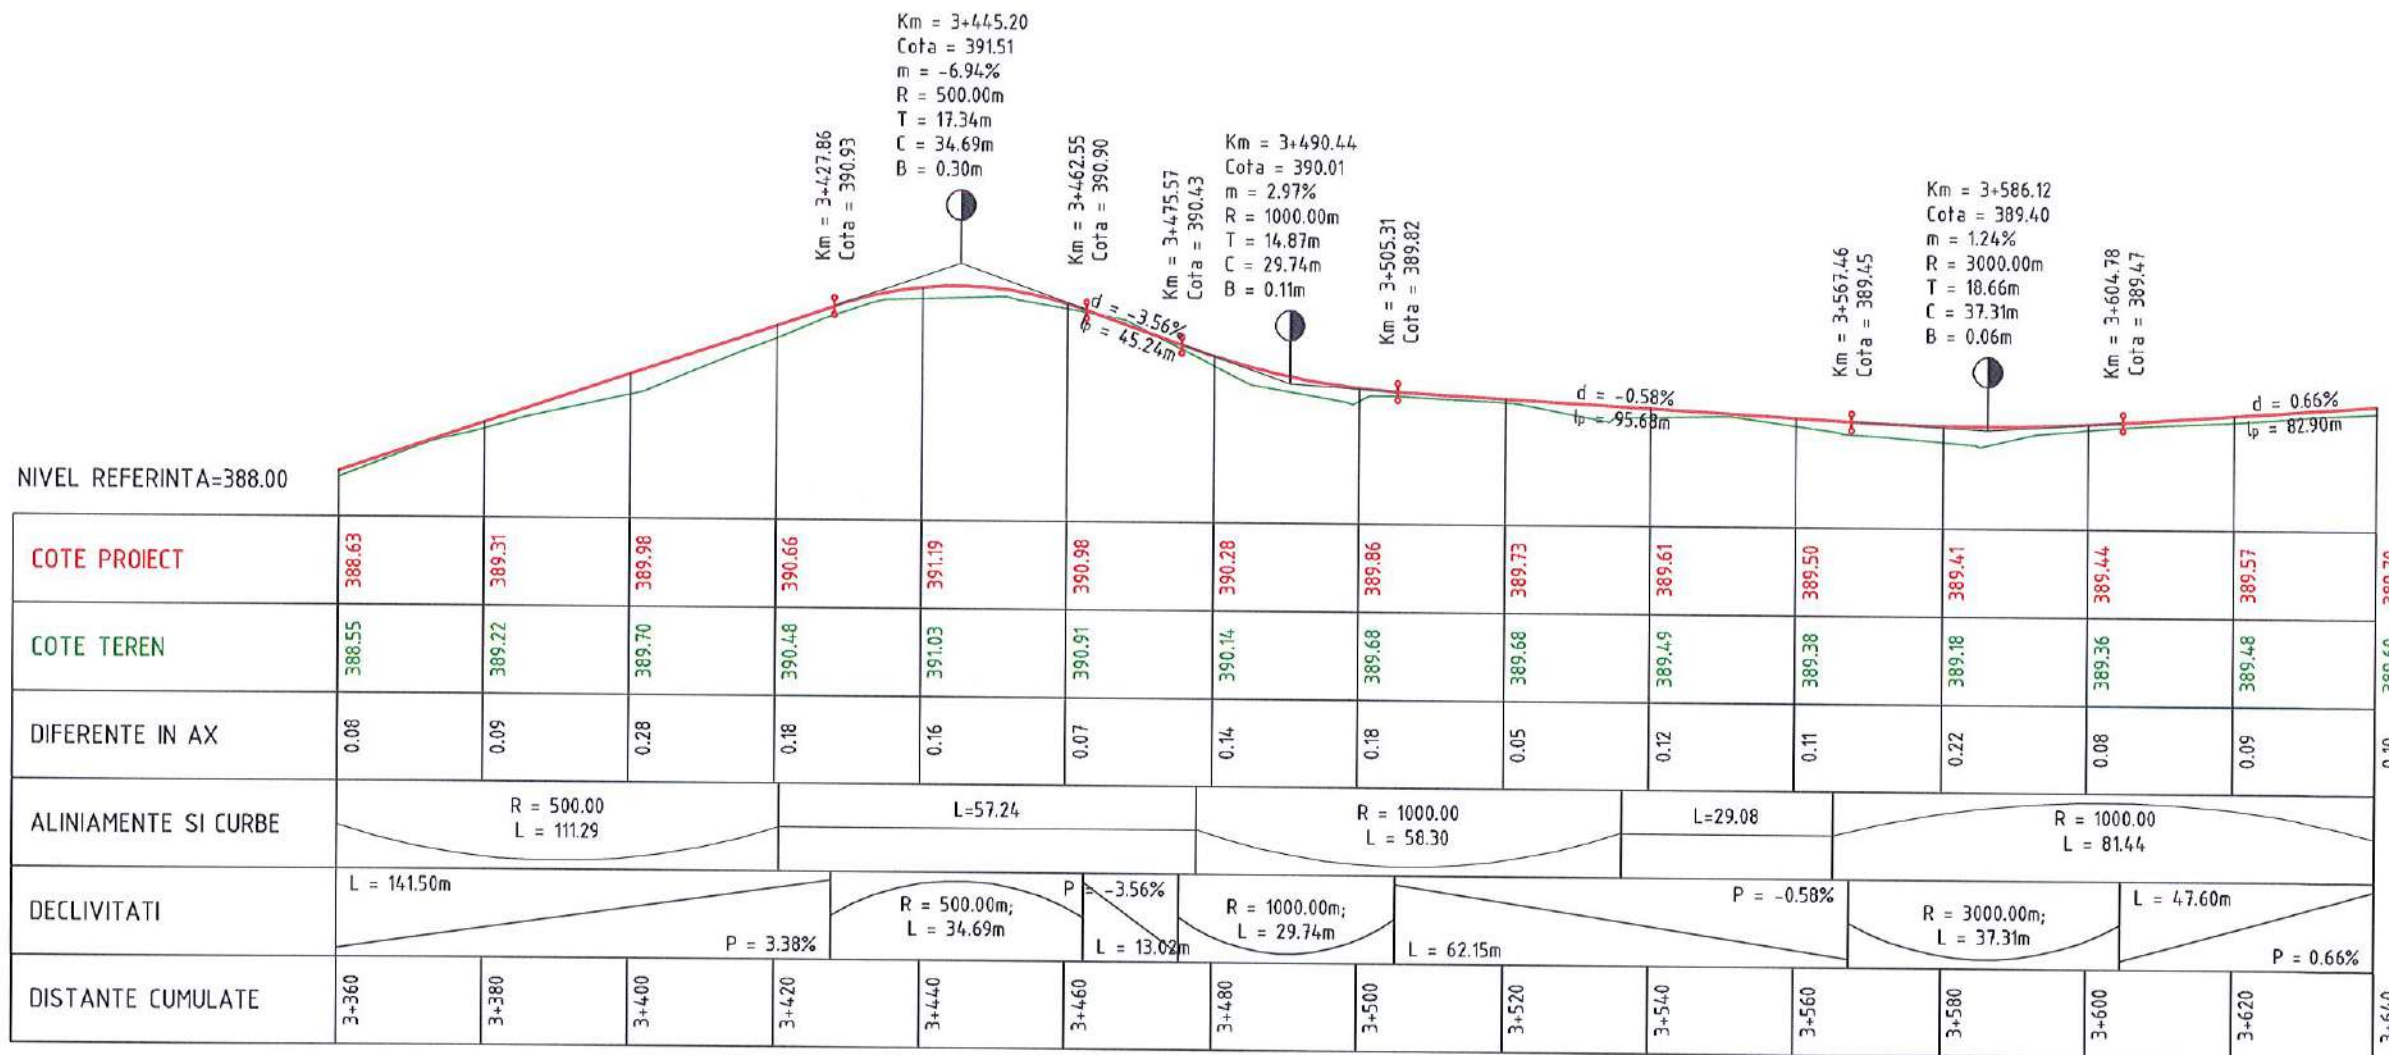 Km = 3+445.20
Cota = 391.51
m = -6.94%
R = 500.00m
T = 17.34m
C = 34.69m
B = 0.30m
Km = 3+427.86
Cota = 390.93
Km = 3+462.55
Cota = 390.90
Km = 3+475.57
Cota = 390.43
Km = 3+490.44
Cota = 390.01
m = 2.97%
R = 1000.00m
T = 14.87m
C = 29.74m
B = 0.11m
Km = 3+505.31
Cota = 389.82
Km = 3+567.46
Cota = 389.45
Km = 3+586.12
Cota = 389.40
m = 1.24%
R = 3000.00m
T = 18.66m
C = 37.31m
B = 0.06m
Km = 3+604.78
Cota = 389.47
d = -3.56%
lp = 45.24m
d = -0.58%
lp = 95.68m
d = 0.66%
lp = 82.90m
NIVEL REFERINTA=388.00
COTE PROIECT
388.63
389.31
389.98
390.66
391.19
390.98
390.28
389.86
389.73
389.61
389.50
389.41
389.44
389.57
COTE TEREN
388.55
389.22
389.70
390.48
391.03
390.91
390.14
389.68
389.68
389.49
389.38
389.18
389.36
389.48
DIFERENTE IN AX
0.08
0.09
0.28
0.18
0.16
0.07
0.14
0.18
0.05
0.12
0.11
0.22
0.08
0.09
ALINIAMENTE SI CURBE
R = 500.00
L = 111.29
L=57.24
R = 1000.00
L = 58.30
L=29.08
R = 1000.00
L = 81.44
DECLIVITATI
L = 141.50m
P = 3.38%
R = 500.00m;
L = 34.69m
P = -3.56%
L = 13.02m
R = 1000.00m;
L = 29.74m
P = -0.58%
L = 62.15m
R = 3000.00m;
L = 37.31m
L = 47.60m
P = 0.66%
DISTANTE CUMULATE
3+360
3+380
3+400
3+420
3+440
3+460
3+480
3+500
3+520
3+540
3+560
3+580
3+600
3+620